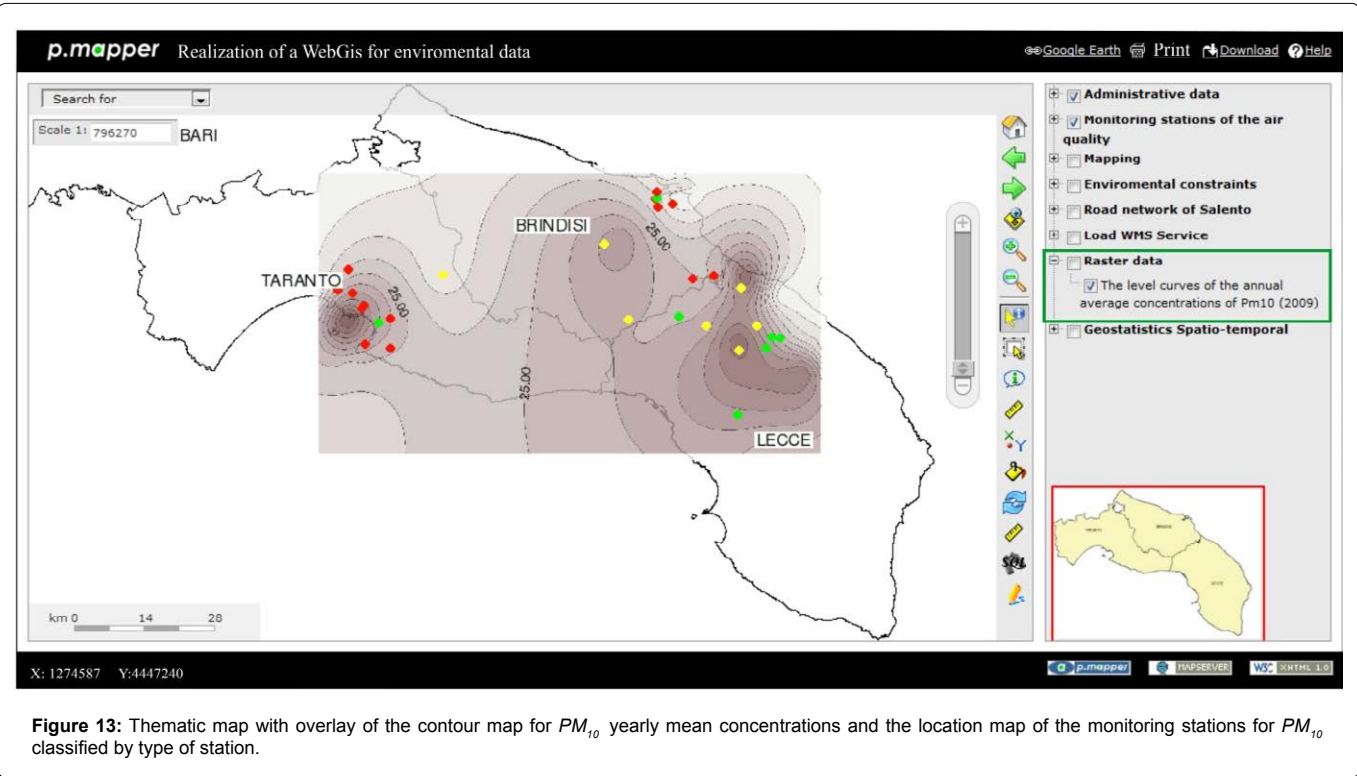 p.mapper Realization of a WebGis for enviromental data
Google Earth Print Download Help
Search for
Scale 1: 796270
BARI
BRINDISI
TARANTO
LECCE
25.00
25.00
25.00
km 0 14 28
Administrative data
Monitoring stations of the air
quality
Mapping
Enviromental constraints
Road network of Salento
Load WMS Service
Raster data
The level curves of the annual
average concentrations of Pm10 (2009)
Geostatistics Spatio-temporal
SQL
X: 1274587 Y:4447240
p.mapper MAPSERVER W3C XHTML 1.0
Figure 13: Thematic map with overlay of the contour map for PM10 yearly mean concentrations and the location map of the monitoring stations for PM10
classified by type of station.